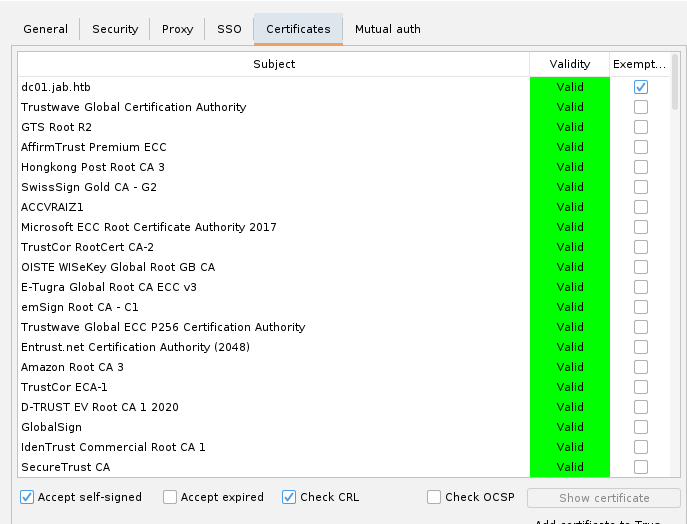 General Security Proxy SSO Certificates Mutual auth
Subject Validity Exempt...
dc01.jab.htb Valid
Trustwave Global Certification Authority Valid
GTS Root R2 Valid
AffirmTrust Premium ECC Valid
Hongkong Post Root CA 3 Valid
SwissSign Gold CA - G2 Valid
ACCVRAIZ1 Valid
Microsoft ECC Root Certificate Authority 2017 Valid
TrustCor RootCert CA-2 Valid
OISTE WISeKey Global Root GB CA Valid
E-Tugra Global Root CA ECC v3 Valid
emSign Root CA - C1 Valid
Trustwave Global ECC P256 Certification Authority Valid
Entrust.net Certification Authority (2048) Valid
Amazon Root CA 3 Valid
TrustCor ECA-1 Valid
D-TRUST EV Root CA 1 2020 Valid
GlobalSign Valid
IdenTrust Commercial Root CA 1 Valid
SecureTrust CA Valid
Accept self-signed Accept expired Check CRL Check OCSP Show certificate
Add certificate to Trus